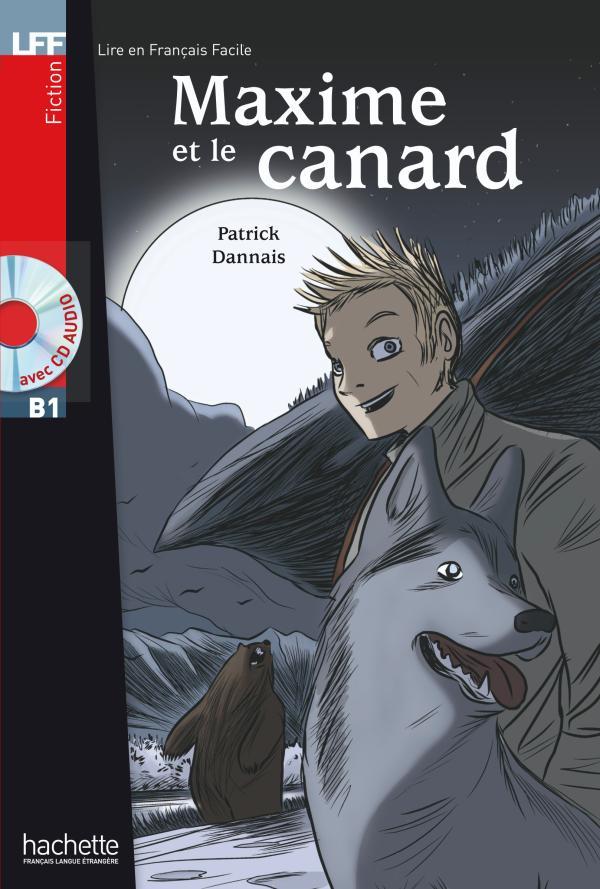 LFF
Lire en Français Facile
Fiction
Maxime
et le canard
Patrick
Dannais
avec CD AUDIO
B1
hachette
FRANÇAIS LANGUE ÉTRANGÈRE